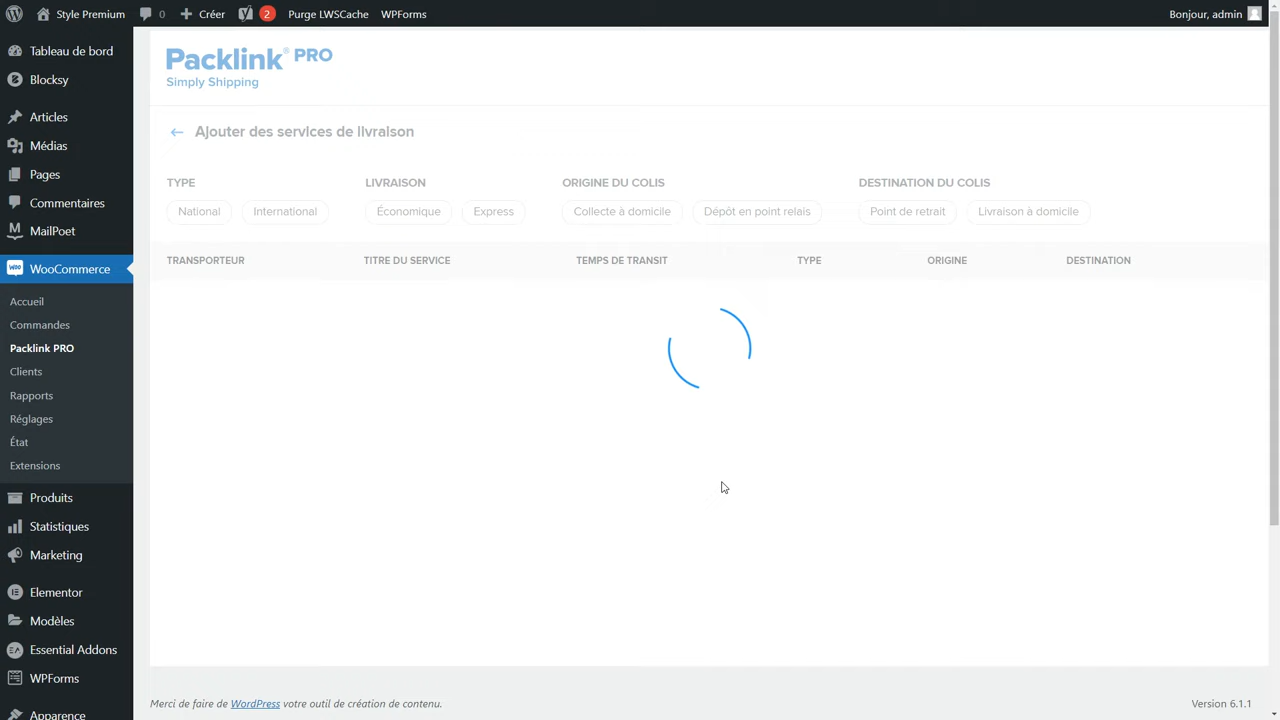 Style Premium 0 Créer 2 Purge LWSCache WPForms Bonjour, admin
Tableau de bord
Blocksy
Articles
Médias
Pages
Commentaires
MailPoet
WooCommerce
Accueil
Commandes
Packlink PRO
Clients
Rapports
Réglages
État
Extensions
Produits
Statistiques
Marketing
Elementor
Modèles
Essential Addons
WPForms
Apparence
Packlink® PRO
Simply Shipping
Ajouter des services de livraison
TYPE LIVRAISON ORIGINE DU COLIS DESTINATION DU COLIS
National International Économique Express Collecte à domicile Dépôt en point relais Point de retrait Livraison à domicile
TRANSPORTEUR TITRE DU SERVICE TEMPS DE TRANSIT TYPE ORIGINE DESTINATION
Merci de faire de WordPress votre outil de création de contenu. Version 6.1.1